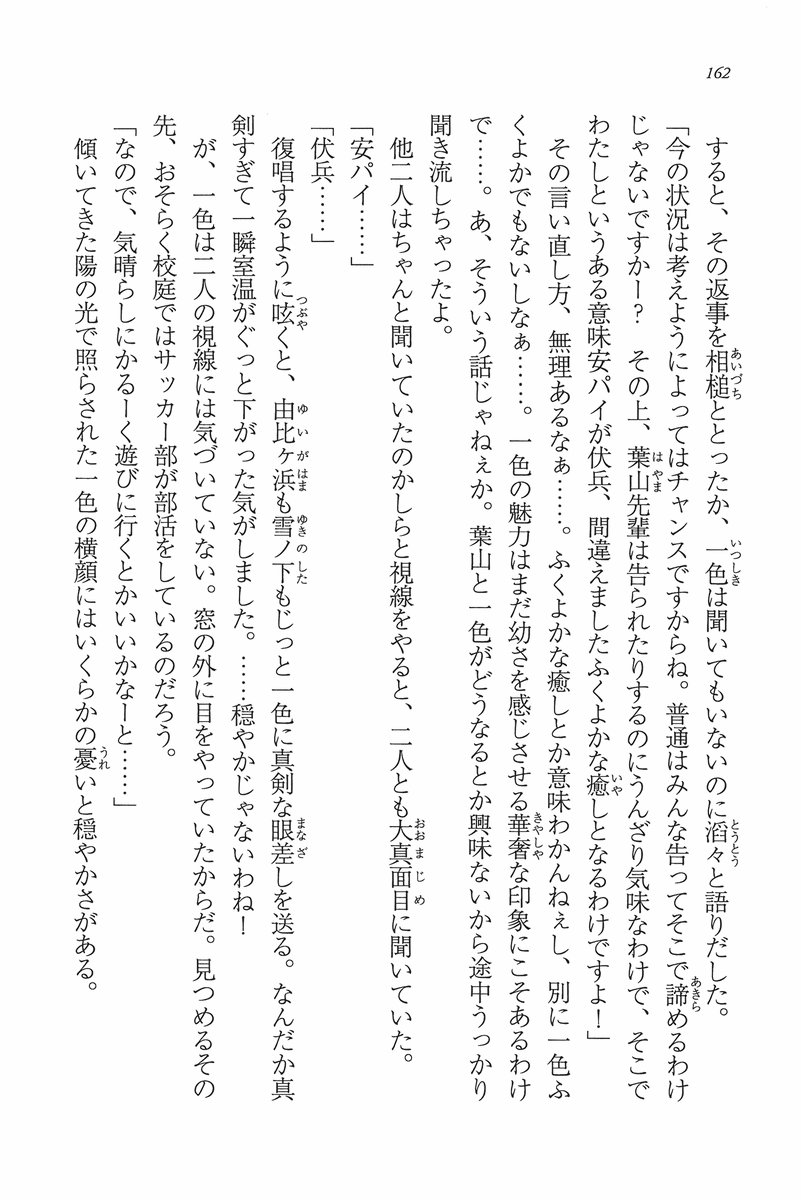 162
すると、その返事を相槌ととったか、一色は聞いてもいないのに滔々と語りだした。
「今の状況は考えようによってはチャンスですからね。普通はみんな告ってそこで諦めるわけ
じゃないですかー？　その上、葉山先輩は告られたりするのにうんざり気味なわけで、そこで
わたしというある意味安パイが伏兵、間違えましたふくよかな癒しとなるわけですよ！」
その言い直し方、無理あるなぁ……。ふくよかな癒しとか意味わかんねぇし、別に一色ふ
くよかでもないしなぁ……。一色の魅力はまだ幼さを感じさせる華奢な印象にこそあるわけ
で……。あ、そういう話じゃねぇか。葉山と一色がどうなるとか興味ないから途中うっかり
聞き流しちゃったよ。
他二人はちゃんと聞いていたのかしらと視線をやると、二人とも大真面目に聞いていた。
「安パイ……」
「伏兵……」
復唱するように呟くと、由比ヶ浜も雪ノ下もじっと一色に真剣な眼差しを送る。なんだか真
剣すぎて一瞬室温がぐっと下がった気がしました。……穏やかじゃないわね！
が、一色は二人の視線には気づいていない。窓の外に目をやっていたからだ。見つめるその
先、おそらく校庭ではサッカー部が部活をしているのだろう。
「なので、気晴らしにかるーく遊びに行くとかいいかなーと……」
傾いてきた陽の光で照らされた一色の横顔にはいくらかの憂いと穏やかさがある。